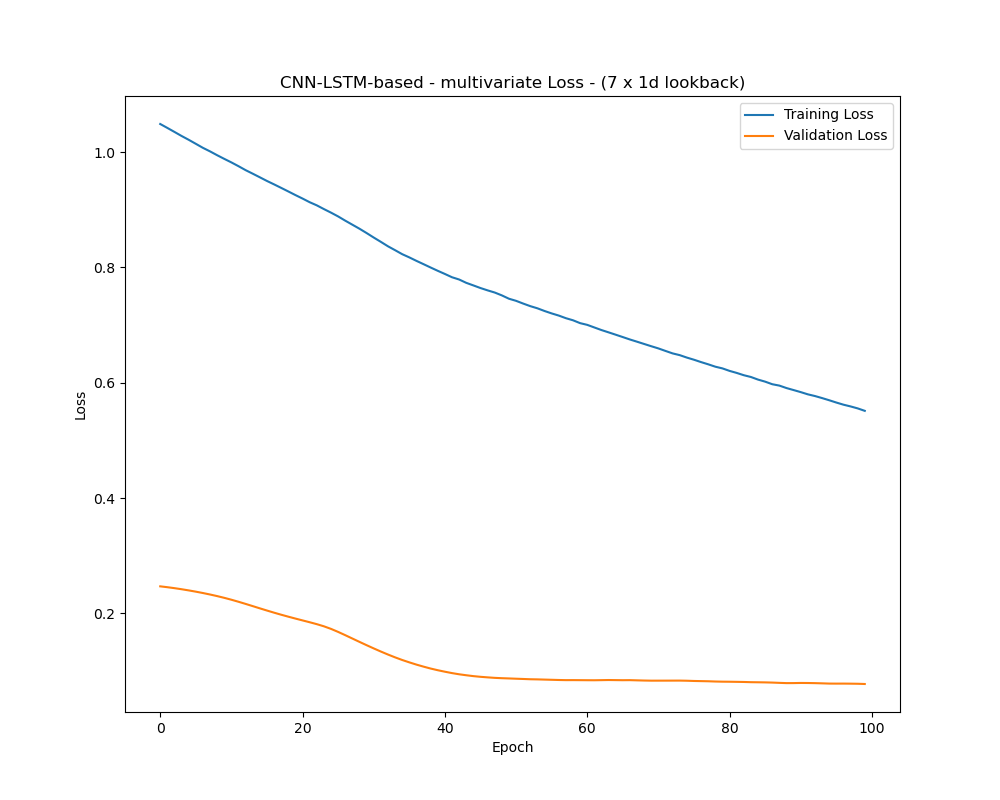 CNN-LSTM-based - multivariate Loss - (7 x 1d lookback)
Training Loss
Validation Loss
Loss
1.0
0.8
0.6
0.4
0.2
0 20 40 60 80 100
Epoch